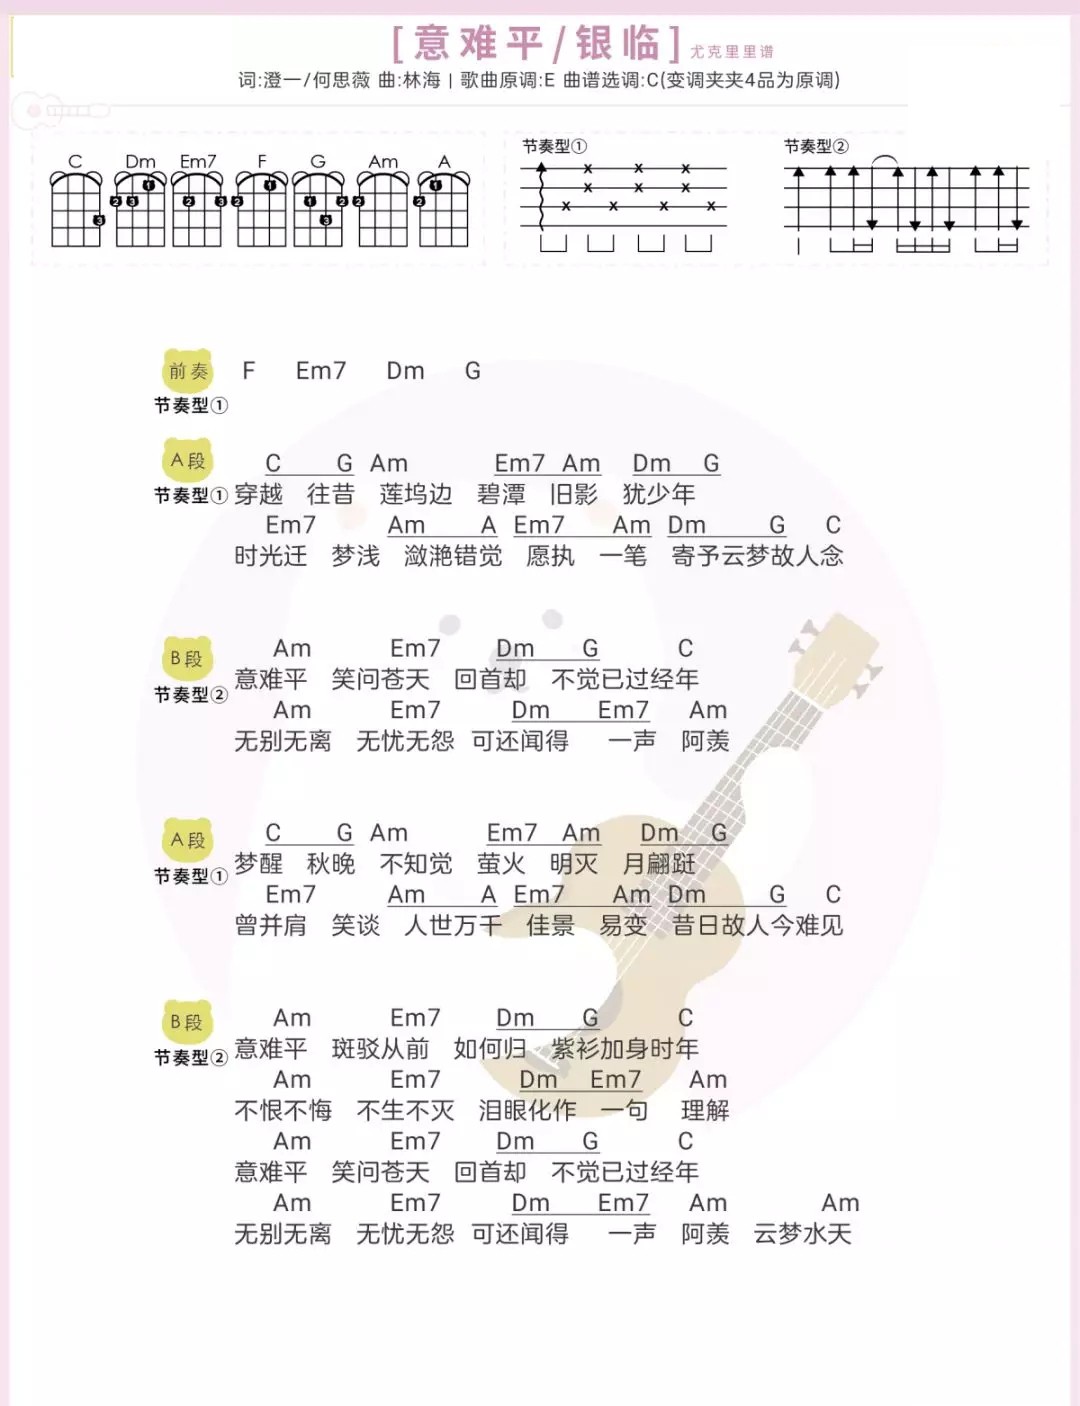 [意难平/银临] 尤克里里谱
词:澄一/何思薇 曲:林海 | 歌曲原调:E 曲谱选调:C(变调夹夹4品为原调)
C Dm Em7 F G Am A
节奏型① 节奏型②
前奏 F Em7 Dm G
节奏型①
A段 C G Am Em7 Am Dm G
节奏型① 穿越 往昔 莲坞边 碧潭 旧影 犹少年
Em7 Am A Em7 Am Dm G C
时光迁 梦浅 潋滟错觉 愿执 一笔 寄予云梦故人念
B段 Am Em7 Dm G C
节奏型② 意难平 笑问苍天 回首却 不觉已过经年
Am Em7 Dm Em7 Am
无别无离 无忧无怨 可还闻得 一声 阿羡
A段 C G Am Em7 Am Dm G
节奏型① 梦醒 秋晚 不知觉 萤火 明灭 月翩跹
Em7 Am A Em7 Am Dm G C
曾并肩 笑谈 人世万千 佳景 易变 昔日故人今难见
B段 Am Em7 Dm G C
节奏型② 意难平 斑驳从前 如何归 紫衫加身时年
Am Em7 Dm Em7 Am
不恨不悔 不生不灭 泪眼化作 一句 理解
Am Em7 Dm G C
意难平 笑问苍天 回首却 不觉已过经年
Am Em7 Dm Em7 Am Am
无别无离 无忧无怨 可还闻得 一声 阿羡 云梦水天